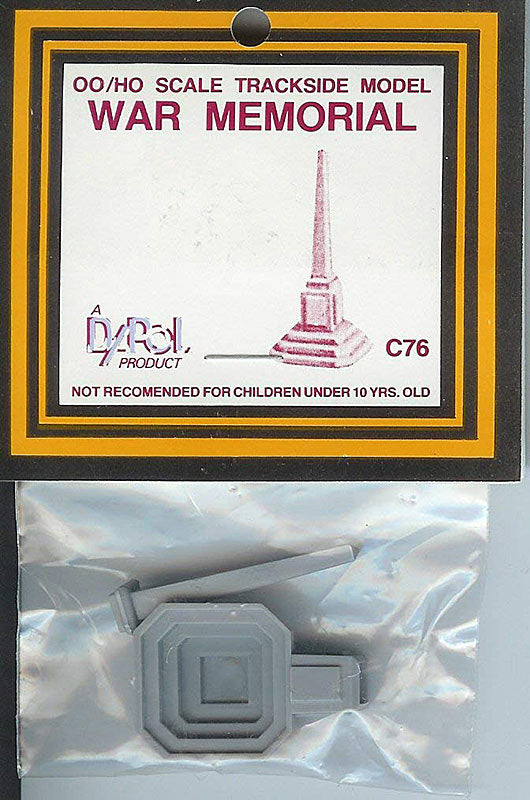 OO/HO SCALE TRACKSIDE MODEL
WAR MEMORIAL
A
DAPOL
PRODUCT
C76
NOT RECOMENDED FOR CHILDREN UNDER 10 YRS. OLD